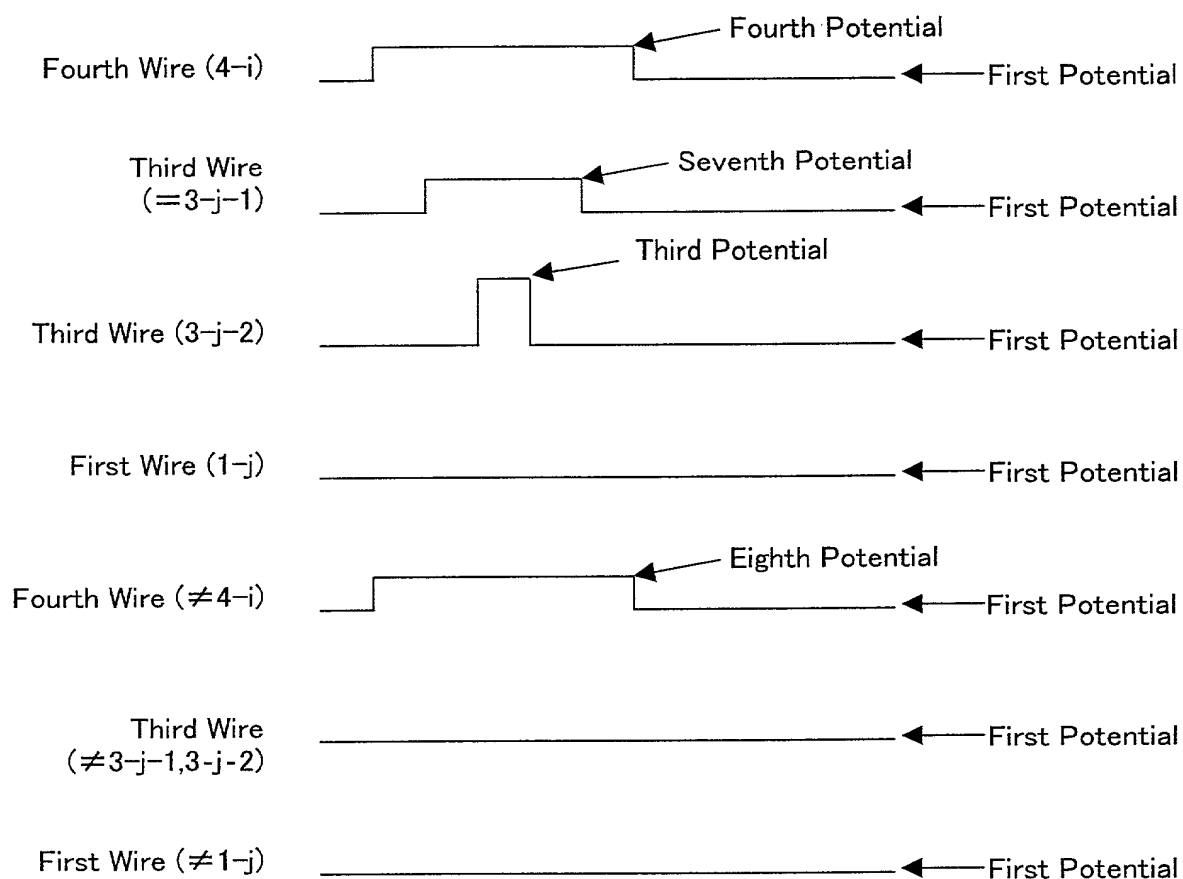 Fourth Potential
Fourth Wire (4-i)
First Potential
Third Wire
(=3-j-1)
Seventh Potential
First Potential
Third Potential
Third Wire (3-j-2)
First Potential
First Wire (1-j)
First Potential
Eighth Potential
Fourth Wire (≠4-i)
First Potential
Third Wire
(≠3-j-1,3-j-2)
First Potential
First Wire (≠1-j)
First Potential